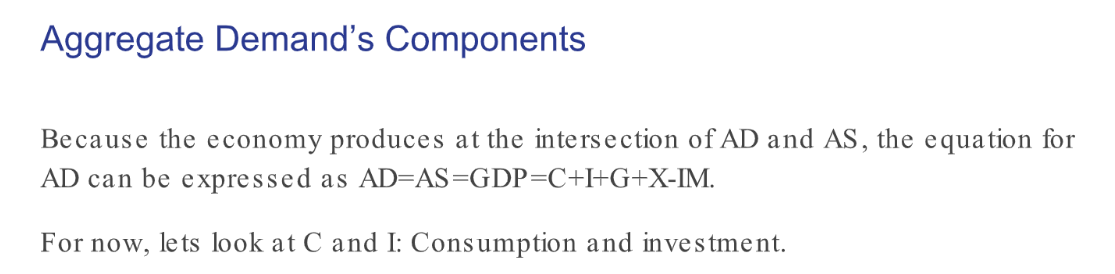 Aggregate Demand’s Components
Because the economy produces at the intersection of AD and AS, the equation for
AD can be expressed as AD=AS=GDP=C+I+G+X-IM.
For now, lets look at C and I: Consumption and investment.